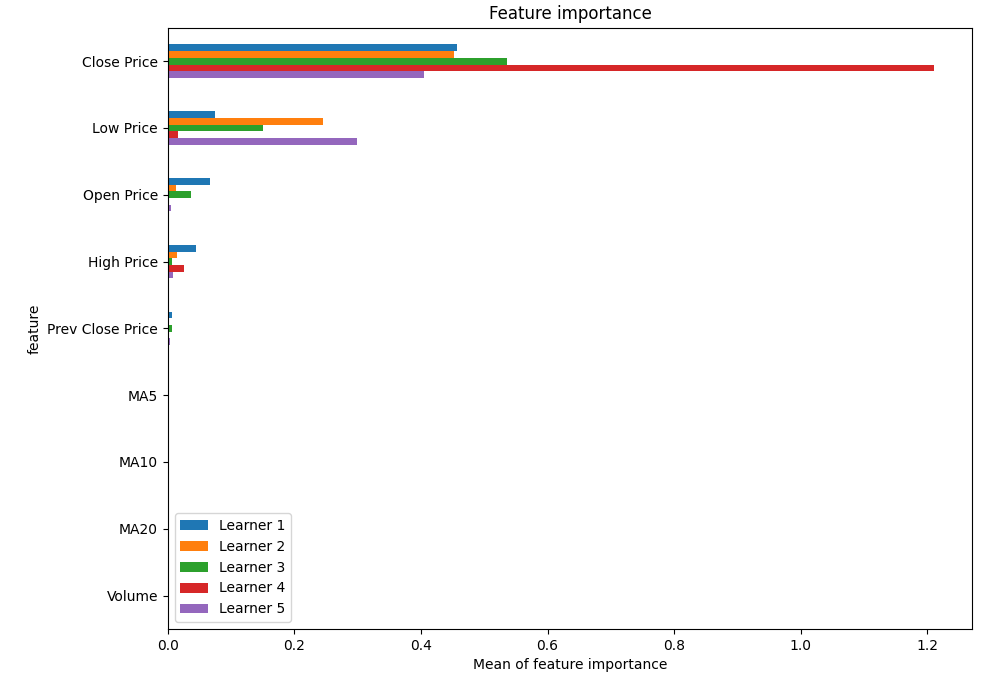 Feature importance
Close Price
Low Price
Open Price
High Price
Prev Close Price
MA5
MA10
MA20
Volume
feature
Learner 1
Learner 2
Learner 3
Learner 4
Learner 5
0.0 0.2 0.4 0.6 0.8 1.0 1.2
Mean of feature importance